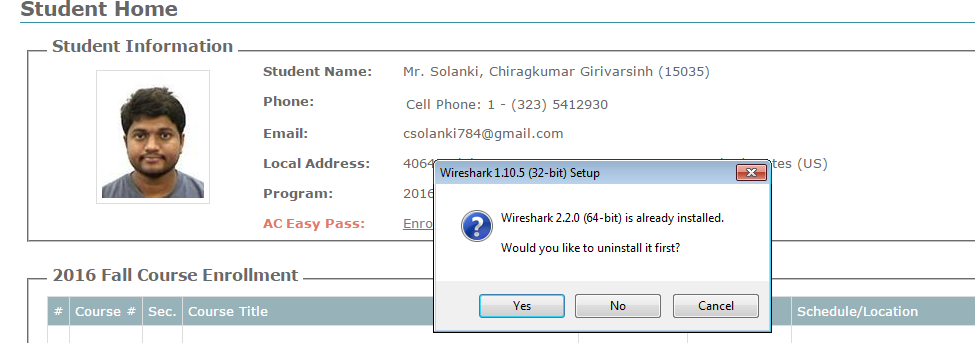 Student Home
Student Information
Student Name: Mr. Solanki, Chiragkumar Girivarsinh (15035)
Phone: Cell Phone: 1 - (323) 5412930
Email: csolanki784@gmail.com
Local Address: 4064 (US)
Program: 2016
AC Easy Pass: Enro
Wireshark 1.10.5 (32-bit) Setup
Wireshark 2.2.0 (64-bit) is already installed.
Would you like to uninstall it first?
Yes No Cancel
2016 Fall Course Enrollment
# Course # Sec. Course Title Schedule/Location